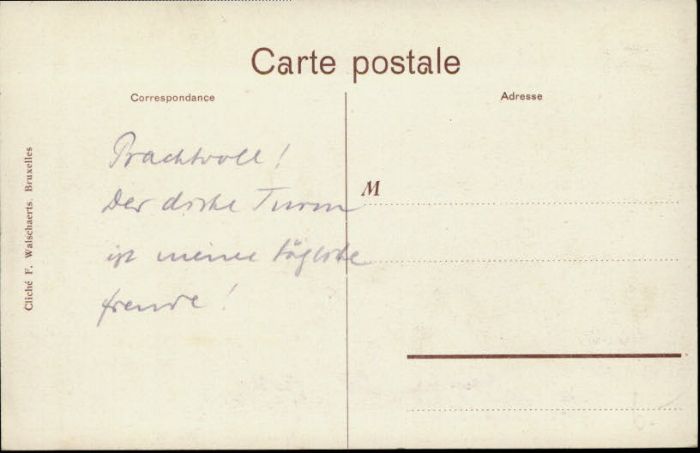 Carte postale
Correspondance
Adresse
Cliché F. Walschaerts. Bruxelles
Prachtvoll!
Der dicke Turm
ist meine tägliche
Freude!
M